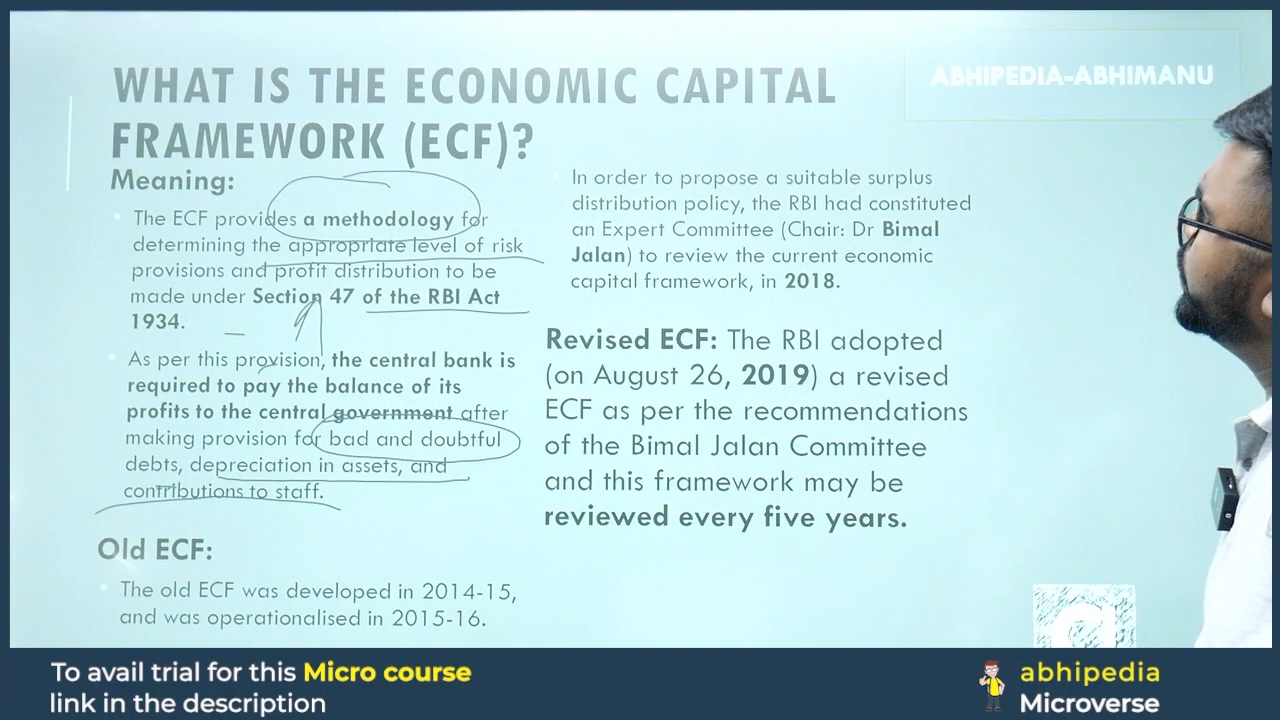 WHAT IS THE ECONOMIC CAPITAL
FRAMEWORK (ECF)?
ABHIPEDIA-ABHIMANU
Meaning:
The ECF provides a methodology for
determining the appropriate level of risk
provisions and profit distribution to be
made under Section 47 of the RBI Act
1934.
As per this provision, the central bank is
required to pay the balance of its
profits to the central government after
making provision for bad and doubtful
debts, depreciation in assets, and
contributions to staff.
Old ECF:
The old ECF was developed in 2014-15,
and was operationalised in 2015-16.
In order to propose a suitable surplus
distribution policy, the RBI had constituted
an Expert Committee (Chair: Dr Bimal
Jalan) to review the current economic
capital framework, in 2018.
Revised ECF: The RBI adopted
(on August 26, 2019) a revised
ECF as per the recommendations
of the Bimal Jalan Committee
and this framework may be
reviewed every five years.
To avail trial for this Micro course
link in the description
abhipedia
Microverse